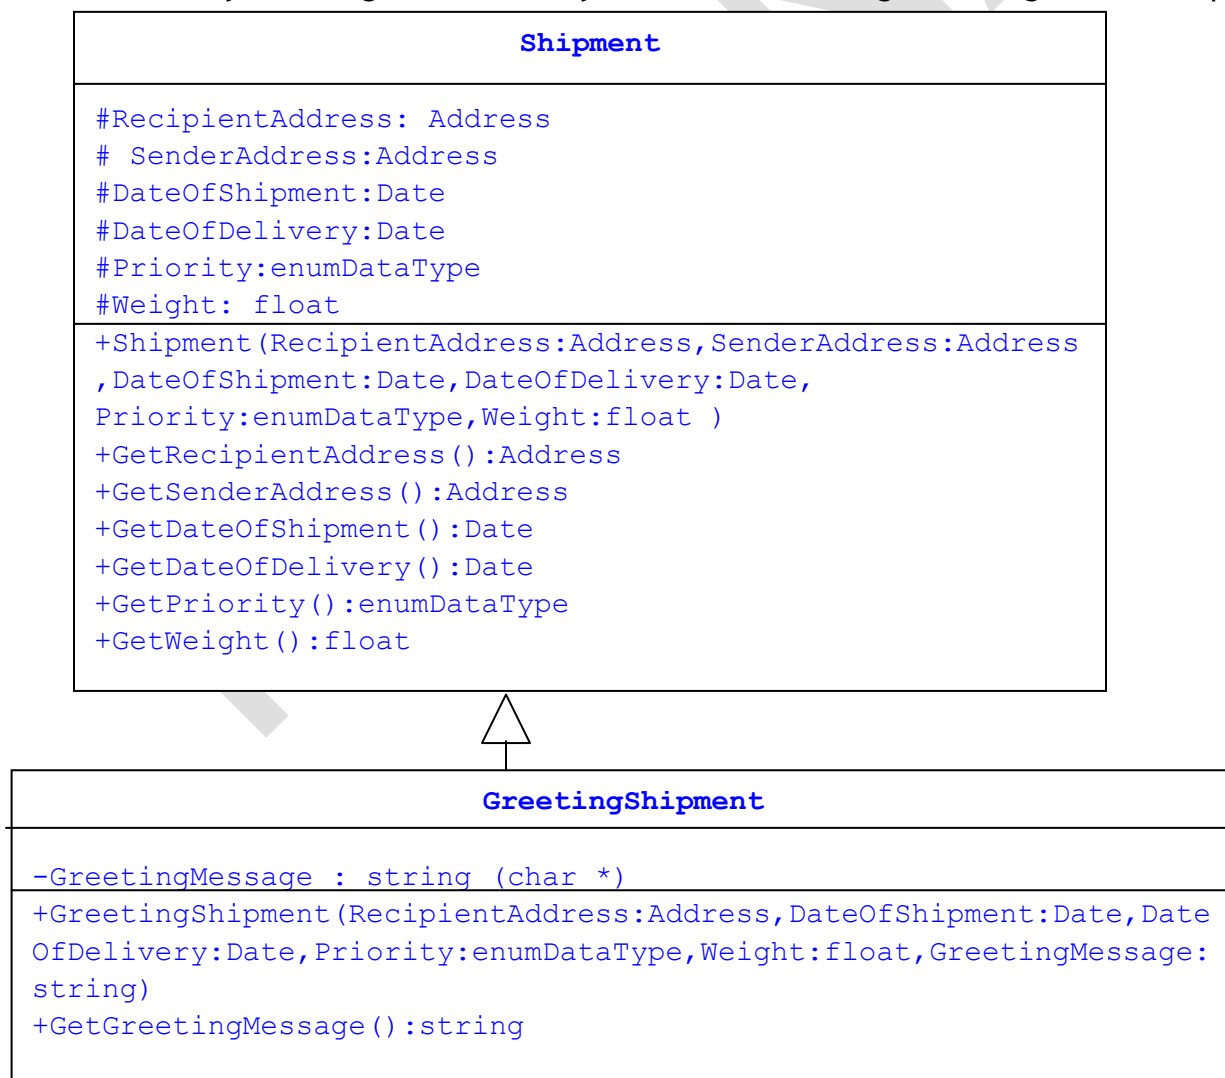 Shipment
#RecipientAddress: Address
# SenderAddress:Address
#DateOfShipment:Date
#DateOfDelivery:Date
#Priority:enumDataType
#Weight: float
+Shipment(RecipientAddress:Address,SenderAddress:Address
,DateOfShipment:Date,DateOfDelivery:Date,
Priority:enumDataType,Weight:float )
+GetRecipientAddress():Address
+GetSenderAddress():Address
+GetDateOfShipment():Date
+GetDateOfDelivery():Date
+GetPriority():enumDataType
+GetWeight():float
GreetingShipment
-GreetingMessage : string (char *)
+GreetingShipment(RecipientAddress:Address,DateOfShipment:Date,Date
OfDelivery:Date,Priority:enumDataType,Weight:float,GreetingMessage:
string)
+GetGreetingMessage():string